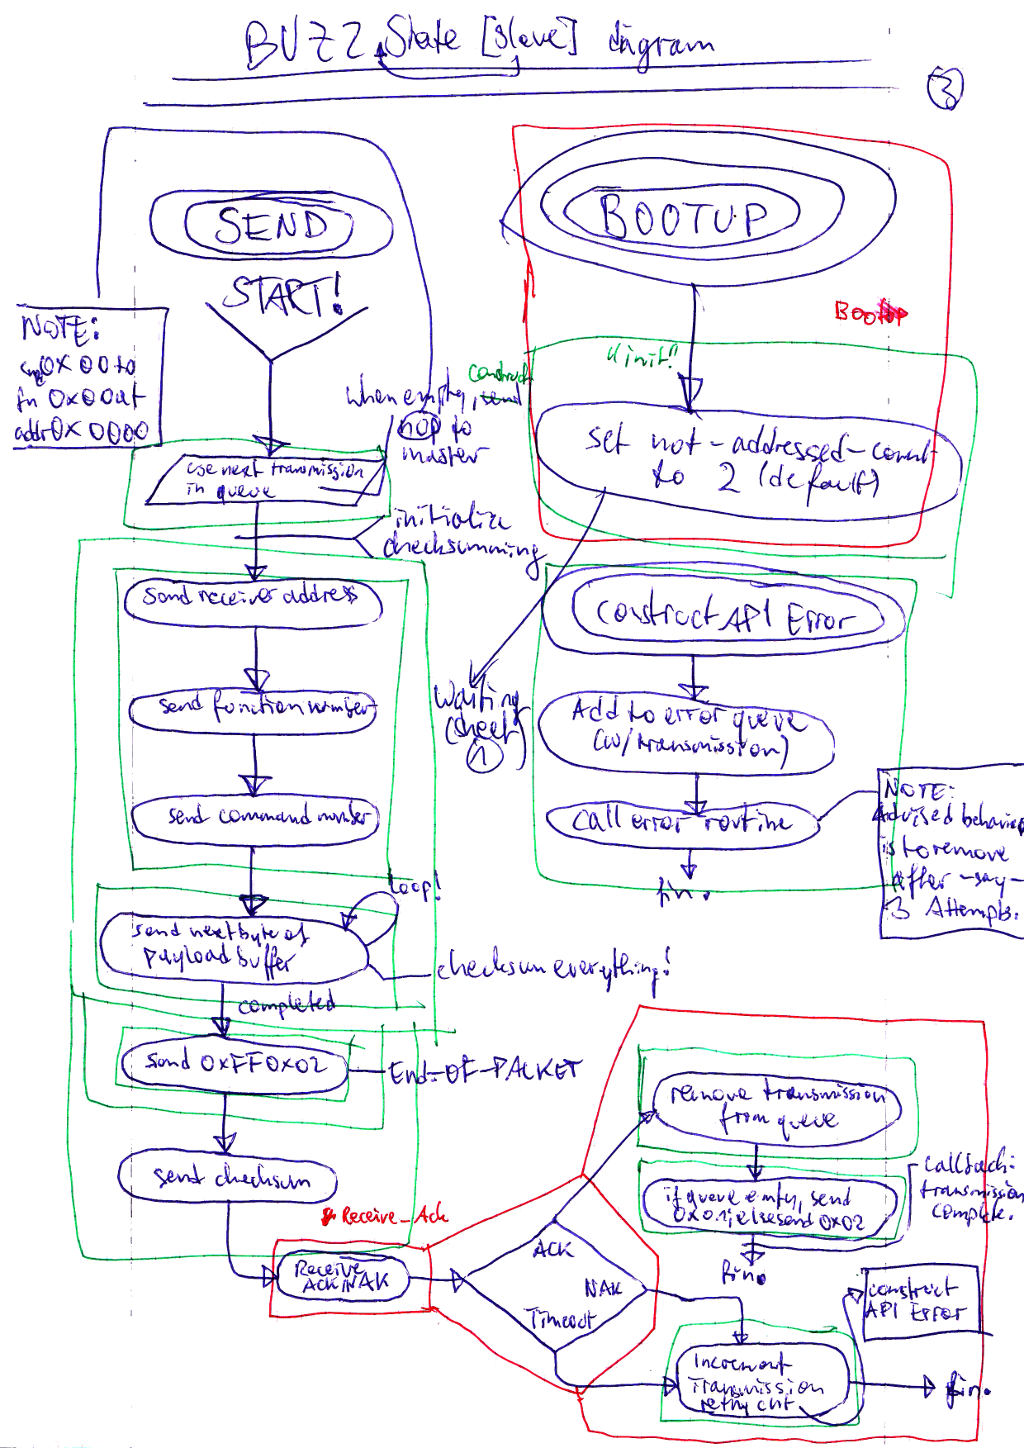 BUZZ State [slave] diagram
3
SEND
START!
NOTE:
0x00 to
fn 0x00 at
addr 0x0000
when empty, construct
send
nop to
master
use next transmission
in queue
initialize
checksumming
send receiver address
send function number
send command number
loop!
send next byte of
payload buffer
checksum everything!
completed
send 0xFF 0x02
End-OF-PACKET
send checksum
Receive_Ack
Receive
ACK/NAK
ACK
NAK
Timeout
BOOTUP
Bootup
"init"
set not-addressed-count
to 2 (default)
Waiting
(sheet
1)
construct API Error
Add to error queue
(w/transmission)
call error routine
fin.
NOTE:
Advised behavior
is to remove
After -say-
3 Attempts.
remove transmission
from queue
if queue empty, send
0x01; else send 0x02
callback:
transmission
complete.
fin.
construct
API Error
Increment
Transmission
retry cnt
fin.